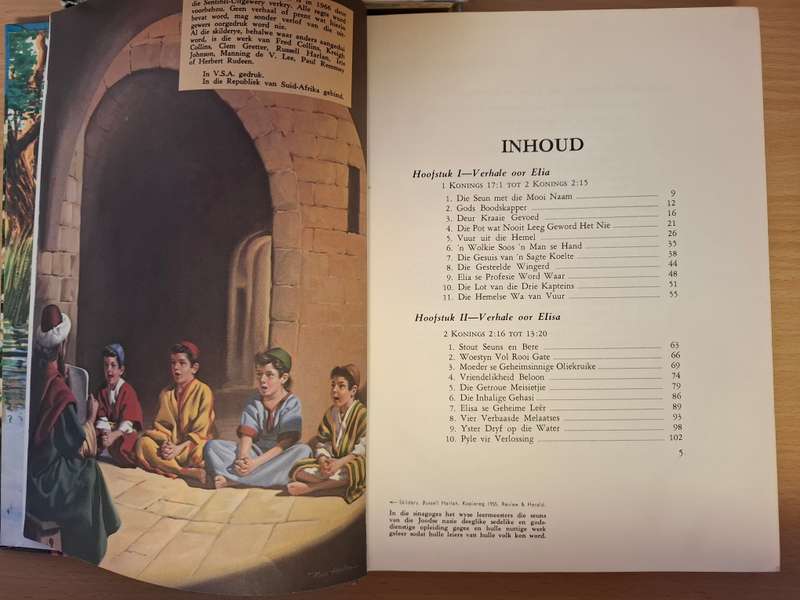 is in 1966 deur
die Sentinel-Uitgewery verkry. Alle regte word
voorbehou. Geen verhaal of prent wat hierin
bevat word, mag sonder verlof van die uit-
gewers oorgedruk word nie.
Al die skilderye, behalwe waar anders aangedui
word, is die werk van Fred Collins, Kreigh
Collins, Clem Gretter, Russell Harlan,
Johnson, Manning de V. Lee, Paul Remmey
of Herbert Rudeen.
In V.S.A. gedruk.
In die Republiek van Suid-Afrika gebind.
INHOUD
Hoofstuk I—Verhale oor Elia
1 Konings 17:1 tot 2 Konings 2:15
1. Die Seun met die Mooi Naam 9
2. Gods Boodskapper 12
3. Deur Kraaie Gevoed 16
4. Die Pot wat Nooit Leeg Geword Het Nie 21
5. Vuur uit die Hemel 26
6. 'n Wolkie Soos 'n Man se Hand 35
7. Die Gesuis van 'n Sagte Koelte 38
8. Die Gesteelde Wingerd 44
9. Elia se Profesie Word Waar 48
10. Die Lot van die Drie Kapteins 51
11. Die Hemelse Wa van Vuur 55
Hoofstuk II—Verhale oor Elisa
2 Konings 2:16 tot 13:20
1. Stout Seuns en Bere 63
2. Woestyn Vol Rooi Gate 66
3. Moeder se Geheimsinnige Oliekruike 69
4. Vriendelikheid Beloon 74
5. Die Getroue Meisietjie 79
6. Die Inhalige Gehasi 86
7. Elisa se Geheime Leër 89
8. Vier Verbaasde Melaatses 93
9. Yster Dryf op die Water 98
10. Pyle vir Verlossing 102
5
← Skildery, Russell Harlan. Kopiereg 1955, Review & Herald.
In die sinagoges het wyse leermeesters die seuns
van die Joodse nasie deeglike sedelike en gods-
dienstige opleiding gegee en hulle nuttige werk
geleer sodat hulle leiers van hulle volk kon word.